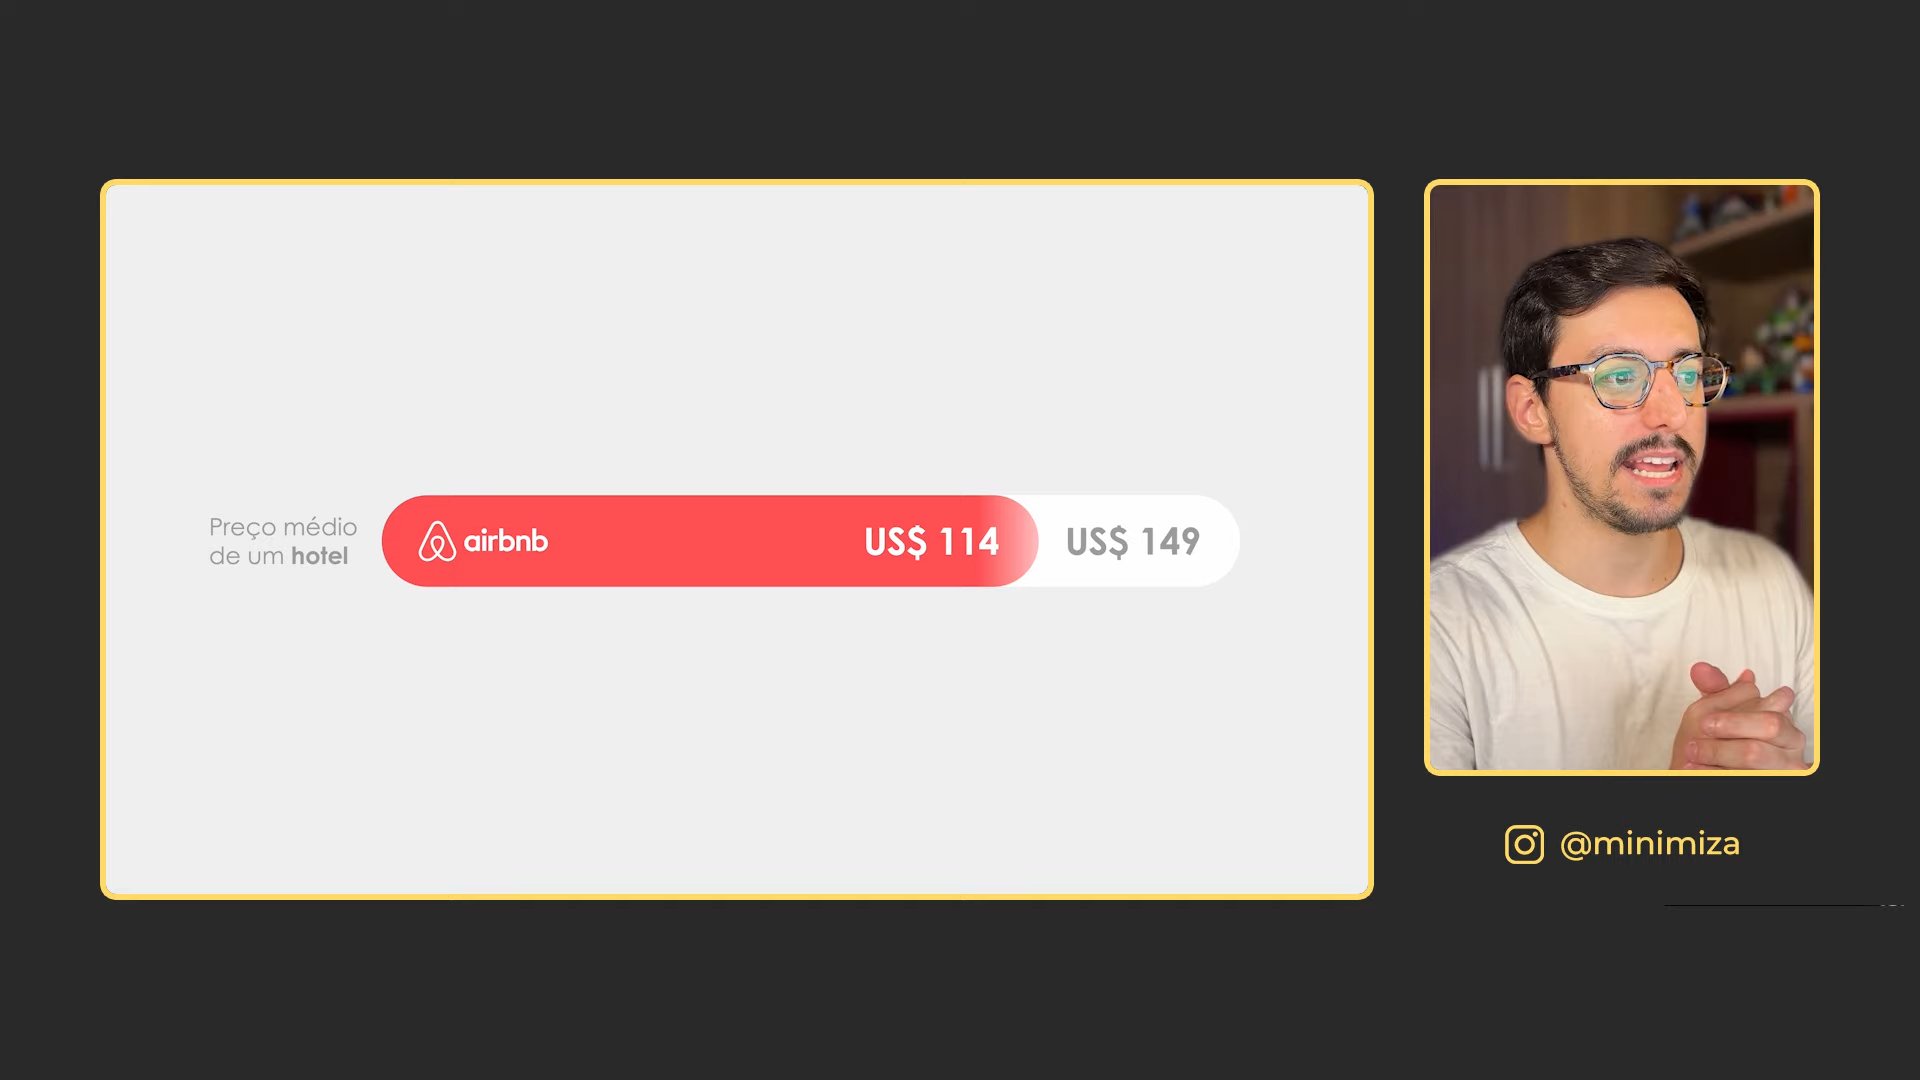 Preço médio
de um hotel
airbnb
US$ 114
US$ 149
@minimiza